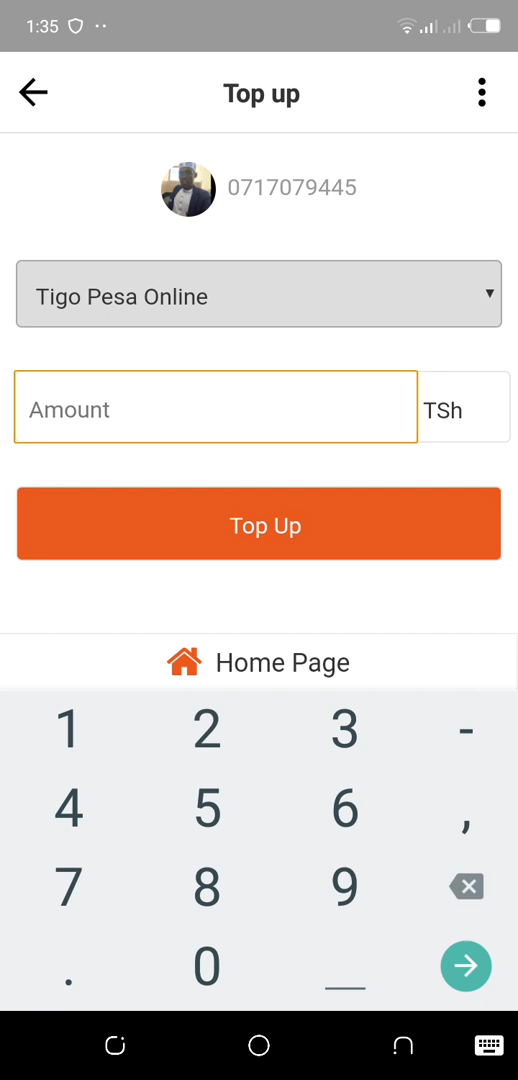 1:35
Top up
0717079445
Tigo Pesa Online
Amount TSh
Top Up
Home Page
1 2 3 -
4 5 6 ,
7 8 9
. 0 _